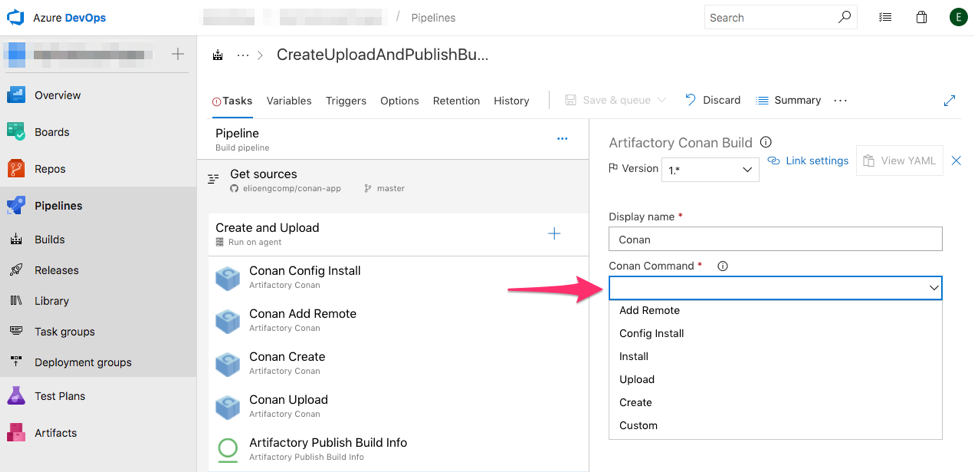 Azure DevOps
/ Pipelines
Search
E
CreateUploadAndPublishBu...
Overview
Boards
Repos
Pipelines
Builds
Releases
Library
Task groups
Deployment groups
Test Plans
Artifacts
Tasks Variables Triggers Options Retention History Save & queue Discard Summary ...
Pipeline
Build pipeline
Get sources
elioengcomp/conan-app master
Create and Upload
Run on agent
Conan Config Install
Artifactory Conan
Conan Add Remote
Artifactory Conan
Conan Create
Artifactory Conan
Conan Upload
Artifactory Conan
Artifactory Publish Build Info
Artifactory Publish Build Info
Artifactory Conan Build
Version 1.* Link settings View YAML
Display name *
Conan
Conan Command *
Add Remote
Config Install
Install
Upload
Create
Custom